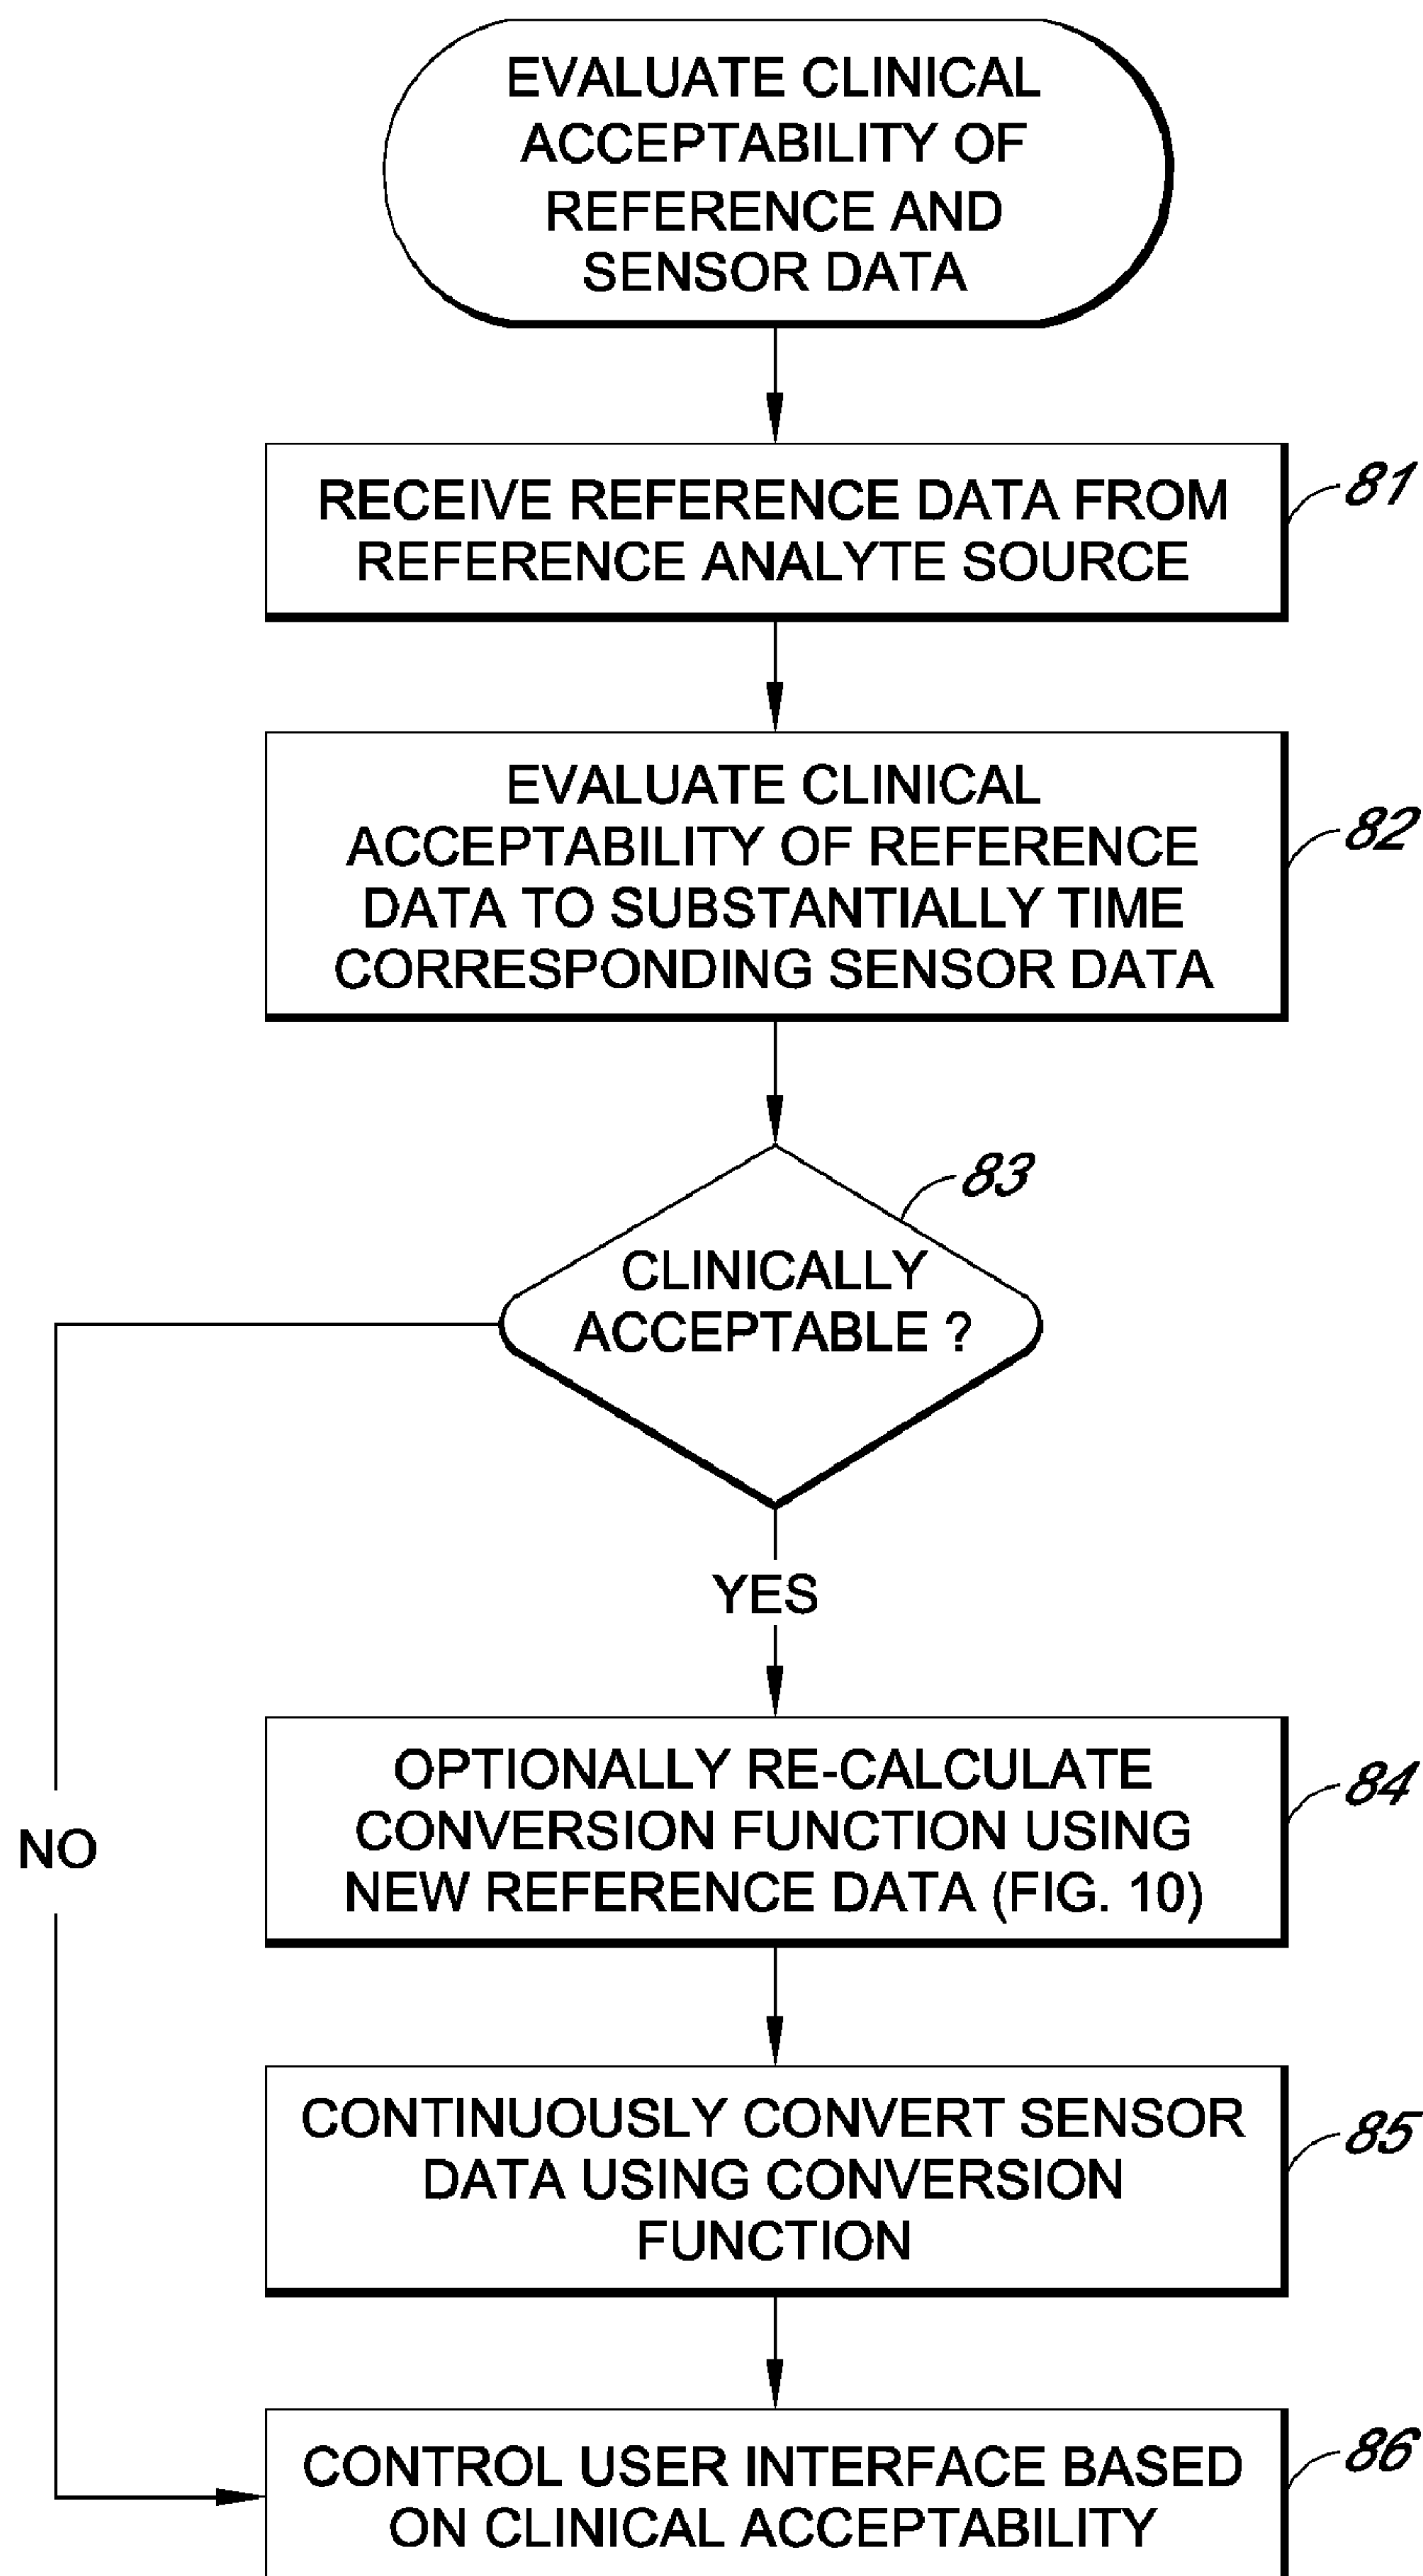 EVALUATE CLINICAL
ACCEPTABILITY OF
REFERENCE AND
SENSOR DATA
RECEIVE REFERENCE DATA FROM
REFERENCE ANALYTE SOURCE
81
EVALUATE CLINICAL
ACCEPTABILITY OF REFERENCE
DATA TO SUBSTANTIALLY TIME
CORRESPONDING SENSOR DATA
82
83
CLINICALLY
ACCEPTABLE ?
YES
NO
OPTIONALLY RE-CALCULATE
CONVERSION FUNCTION USING
NEW REFERENCE DATA (FIG. 10)
84
CONTINUOUSLY CONVERT SENSOR
DATA USING CONVERSION
FUNCTION
85
CONTROL USER INTERFACE BASED
ON CLINICAL ACCEPTABILITY
86